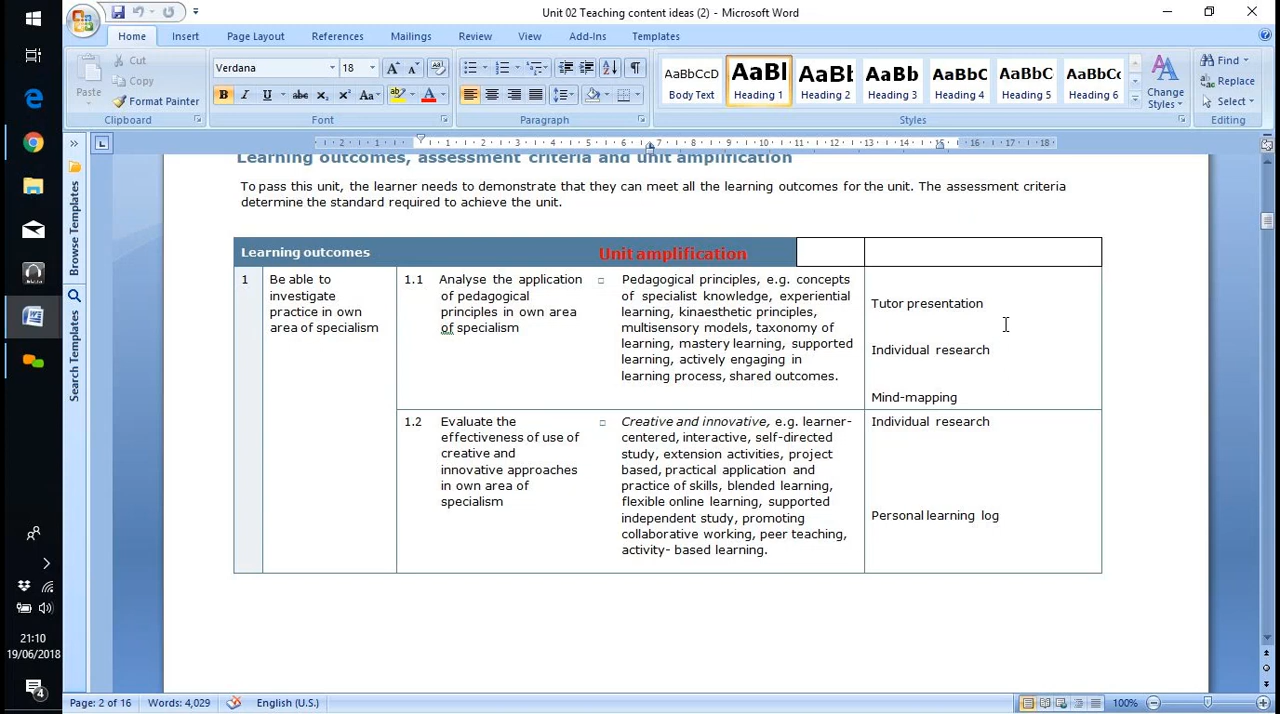 Unit 02 Teaching content ideas (2) - Microsoft Word
Home Insert Page Layout References Mailings Review View Add-Ins Templates
Cut
Copy
Format Painter
Paste
Clipboard
Verdana 18
Font
Paragraph
AaBbCcD AaBl AaBb AaBb AaBbC AaBbC AaBbC
Body Text Heading 1 Heading 2 Heading 3 Heading 4 Heading 5 Heading 6
Change
Styles
Styles
Find
Replace
Select
Editing
Browse Templates
Search Templates
Learning outcomes, assessment criteria and unit amplification
To pass this unit, the learner needs to demonstrate that they can meet all the learning outcomes for the unit. The assessment criteria
determine the standard required to achieve the unit.
Learning outcomes Unit amplification
1 Be able to
investigate
practice in own
area of specialism
1.1 Analyse the application
of pedagogical
principles in own area
of specialism
Pedagogical principles, e.g. concepts
of specialist knowledge, experiential
learning, kinaesthetic principles,
multisensory models, taxonomy of
learning, mastery learning, supported
learning, actively engaging in
learning process, shared outcomes.
Tutor presentation
Individual research
Mind-mapping
1.2 Evaluate the
effectiveness of use of
creative and
innovative approaches
in own area of
specialism
Creative and innovative, e.g. learner-
centered, interactive, self-directed
study, extension activities, project
based, practical application and
practice of skills, blended learning,
flexible online learning, supported
independent study, promoting
collaborative working, peer teaching,
activity- based learning.
Individual research
Personal learning log
21:10
19/06/2018
4
Page: 2 of 16 Words: 4,029 English (U.S.) 100%